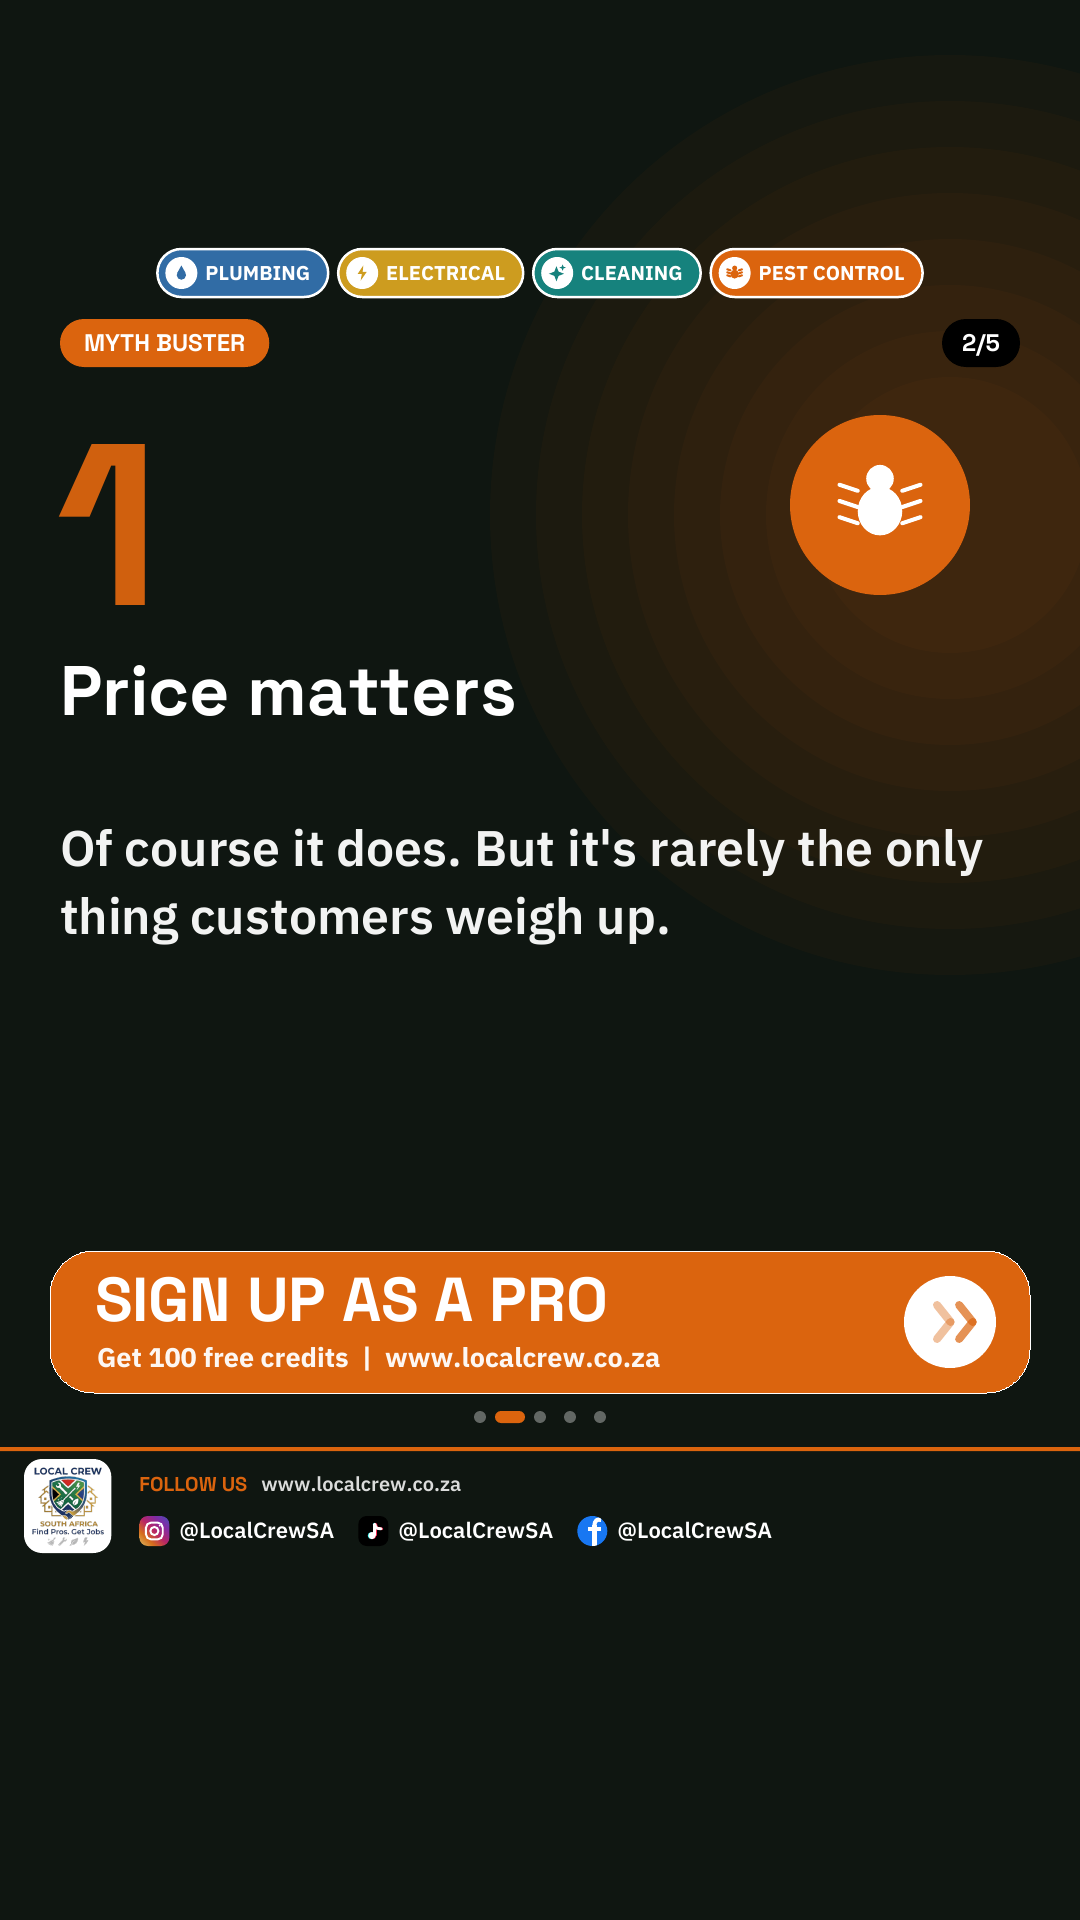 PLUMBING ELECTRICAL CLEANING PEST CONTROL
MYTH BUSTER 2/5
1
Price matters
Of course it does. But it's rarely the only
thing customers weigh up.
SIGN UP AS A PRO
Get 100 free credits | www.localcrew.co.za
LOCAL CREW
SOUTH AFRICA
Find Pros. Get Jobs
FOLLOW US www.localcrew.co.za
@LocalCrewSA @LocalCrewSA @LocalCrewSA